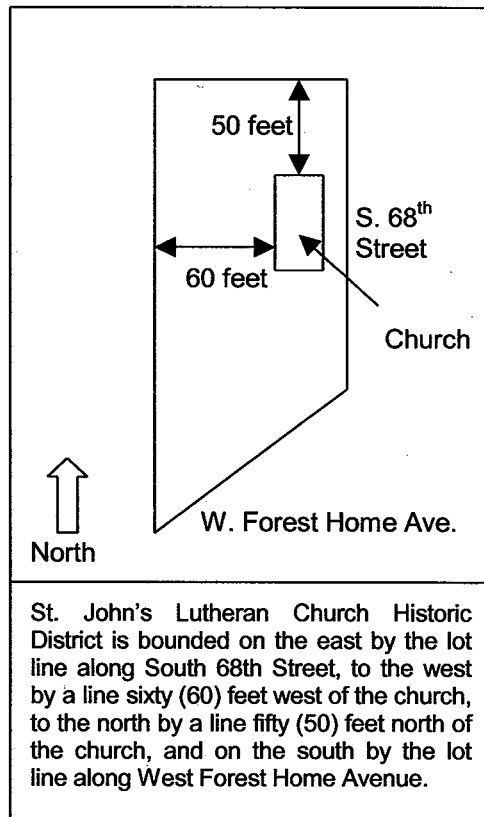 50 feet
S. 68th
Street
60 feet
Church
W. Forest Home Ave.
North
St. John's Lutheran Church Historic
District is bounded on the east by the lot
line along South 68th Street, to the west
by a line sixty (60) feet west of the church,
to the north by a line fifty (50) feet north of
the church, and on the south by the lot
line along West Forest Home Avenue.